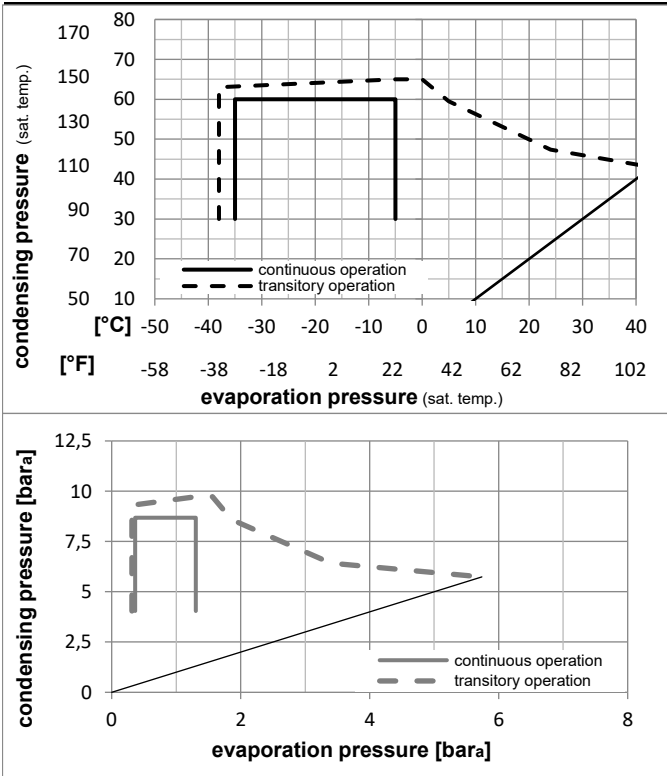 condensing pressure (sat. temp.)
170 80
150 70
130 60
110 50
90 40
70 30
50 20
10
continuous operation
transitory operation
[°C] -50 -40 -30 -20 -10 0 10 20 30 40
[°F] -58 -38 -18 2 22 42 62 82 102
evaporation pressure (sat. temp.)
condensing pressure [bara]
12,5
10
7,5
5
2,5
0
continuous operation
transitory operation
0 2 4 6 8
evaporation pressure [bara]